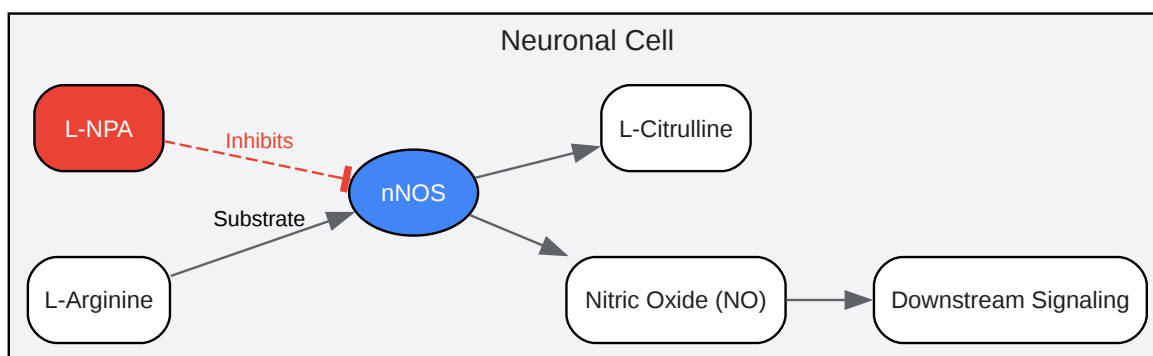 Neuronal Cell
L-NPA
Inhibits
L-Citrulline
nNOS
Substrate
L-Arginine
Nitric Oxide (NO)
Downstream Signaling